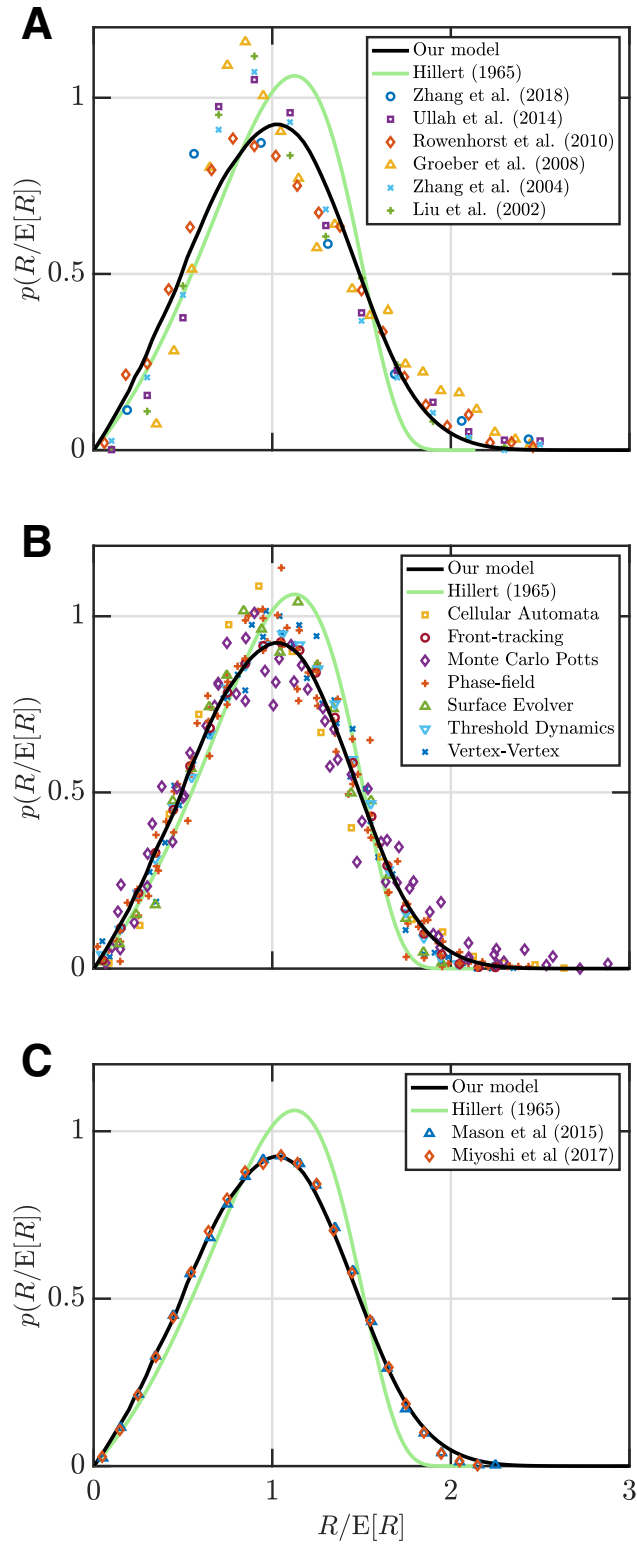 A
Our model
Hillert (1965)
Zhang et al. (2018)
Ullah et al. (2014)
Rowenhorst et al. (2010)
Groeber et al. (2008)
Zhang et al. (2004)
Liu et al. (2002)
1
0.5
0
p(R/E[R])
B
Our model
Hillert (1965)
Cellular Automata
Front-tracking
Monte Carlo Potts
Phase-field
Surface Evolver
Threshold Dynamics
Vertex-Vertex
1
0.5
0
p(R/E[R])
C
Our model
Hillert (1965)
Mason et al (2015)
Miyoshi et al (2017)
1
0.5
0
p(R/E[R])
0 1 2 3
R/E[R]